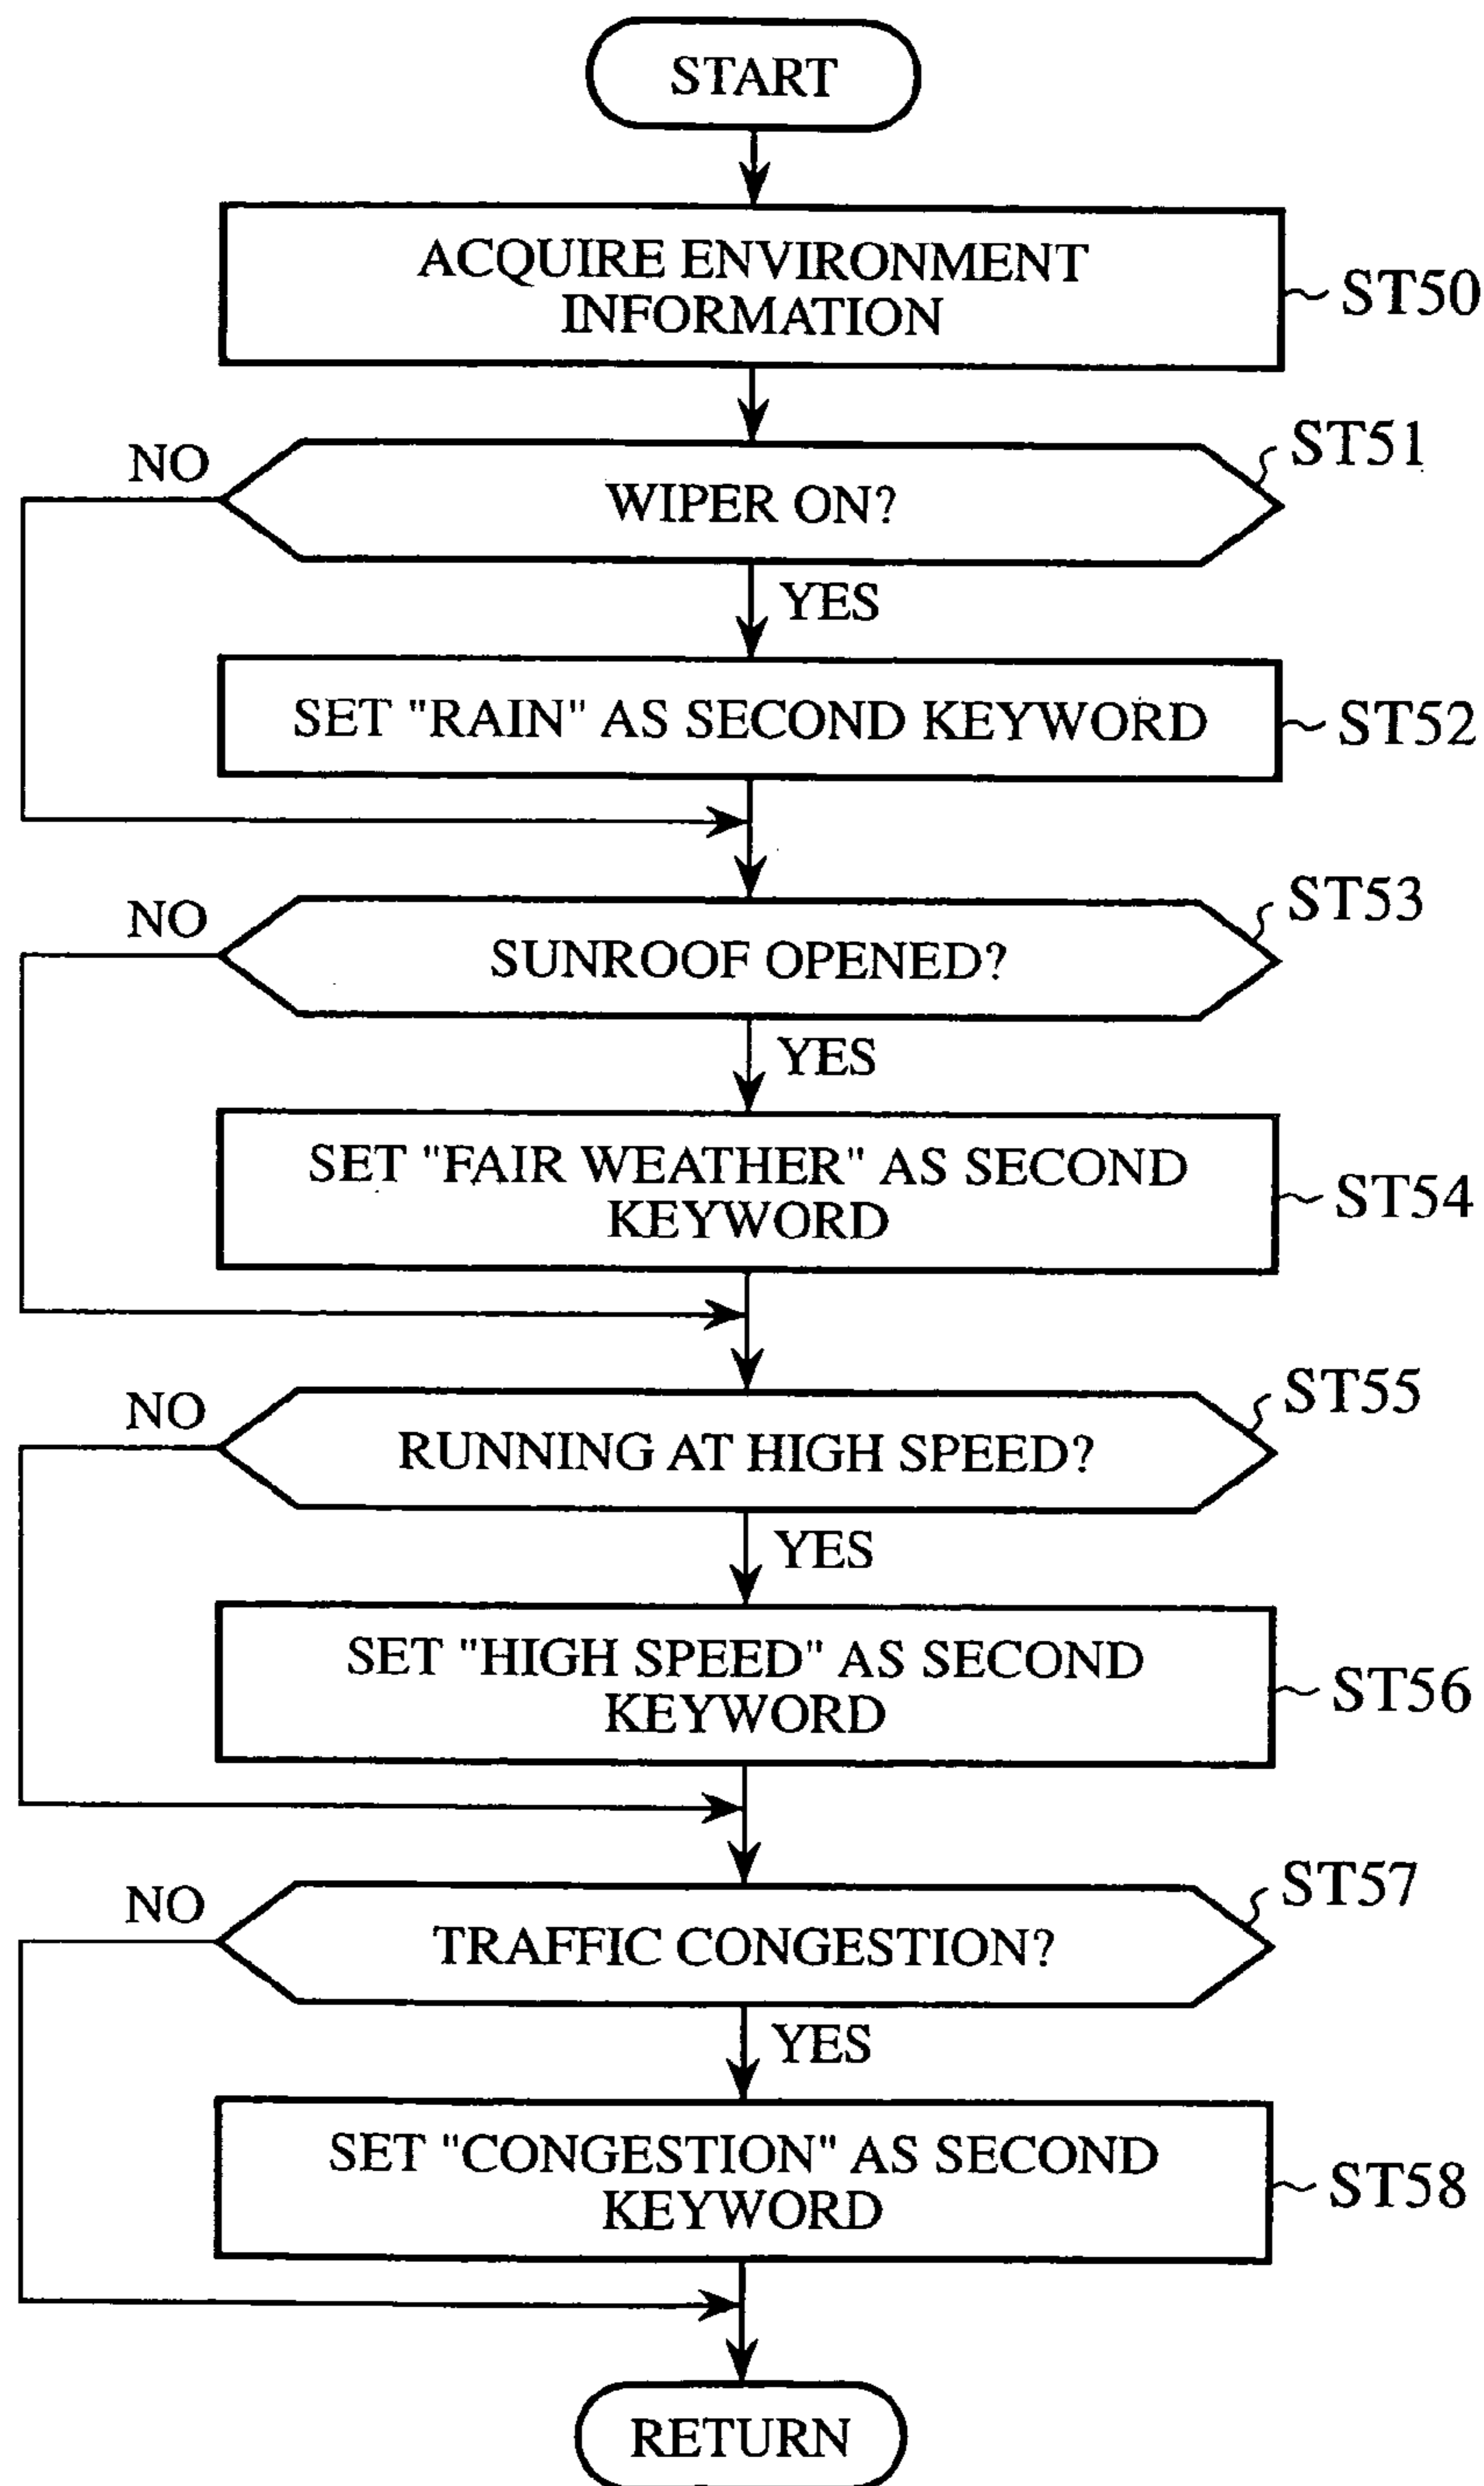 START
ACQUIRE ENVIRONMENT
INFORMATION
ST50
NO
WIPER ON?
ST51
YES
SET "RAIN" AS SECOND KEYWORD
ST52
NO
SUNROOF OPENED?
ST53
YES
SET "FAIR WEATHER" AS SECOND
KEYWORD
ST54
NO
RUNNING AT HIGH SPEED?
ST55
YES
SET "HIGH SPEED" AS SECOND
KEYWORD
ST56
NO
TRAFFIC CONGESTION?
ST57
YES
SET "CONGESTION" AS SECOND
KEYWORD
ST58
RETURN